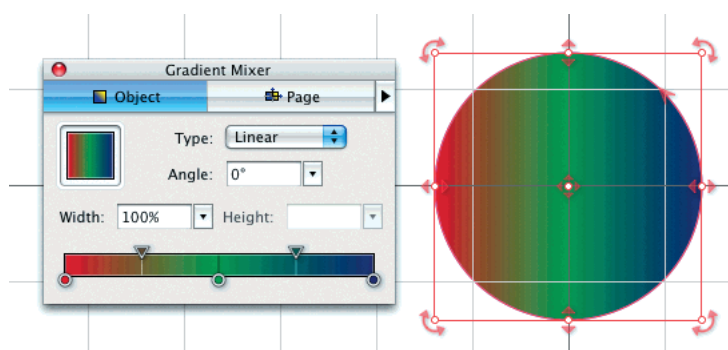 Gradient Mixer
Object
Page
Type: Linear
Angle: 0°
Width: 100% Height: